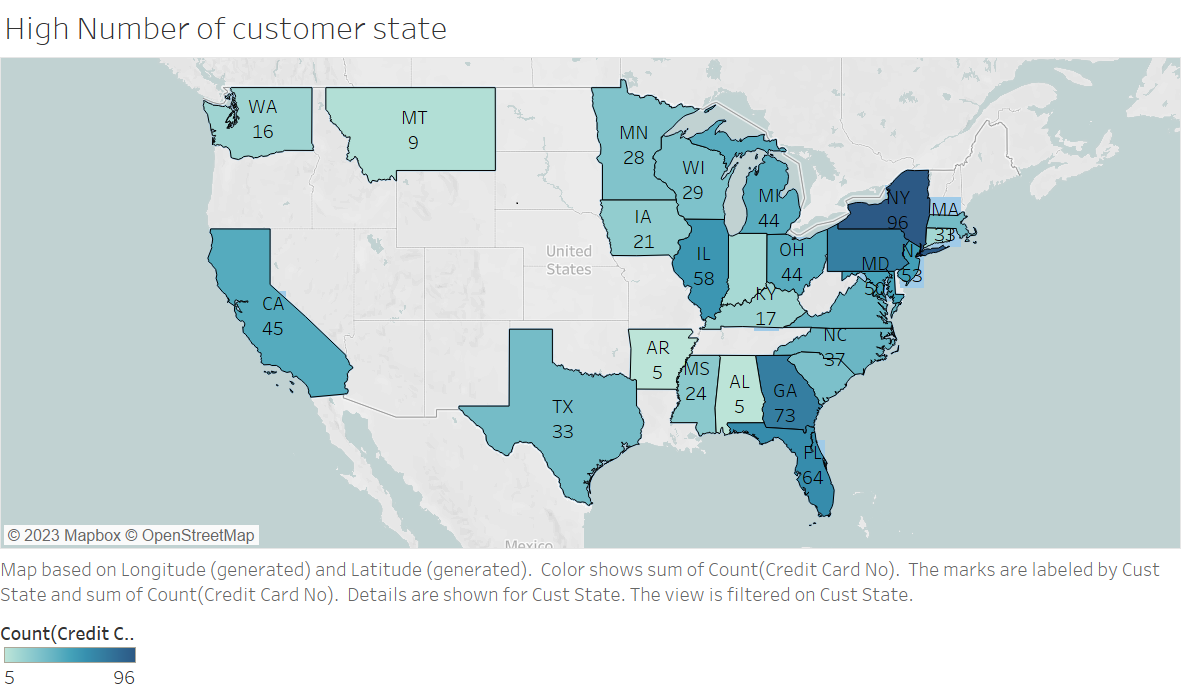 High Number of customer state
WA
16
MT
9
MN
28
WI
29
MI
44
NY
96
MA
33
IA
21
IL
58
OH
44
MD
50
NJ
53
United
States
KY
17
CA
45
NC
37
AR
5
MS
24
AL
5
GA
73
TX
33
FL
64
Mexico
© 2023 Mapbox © OpenStreetMap
Map based on Longitude (generated) and Latitude (generated).  Color shows sum of Count(Credit Card No).  The marks are labeled by Cust
State and sum of Count(Credit Card No).  Details are shown for Cust State. The view is filtered on Cust State.
Count(Credit C..
5 96